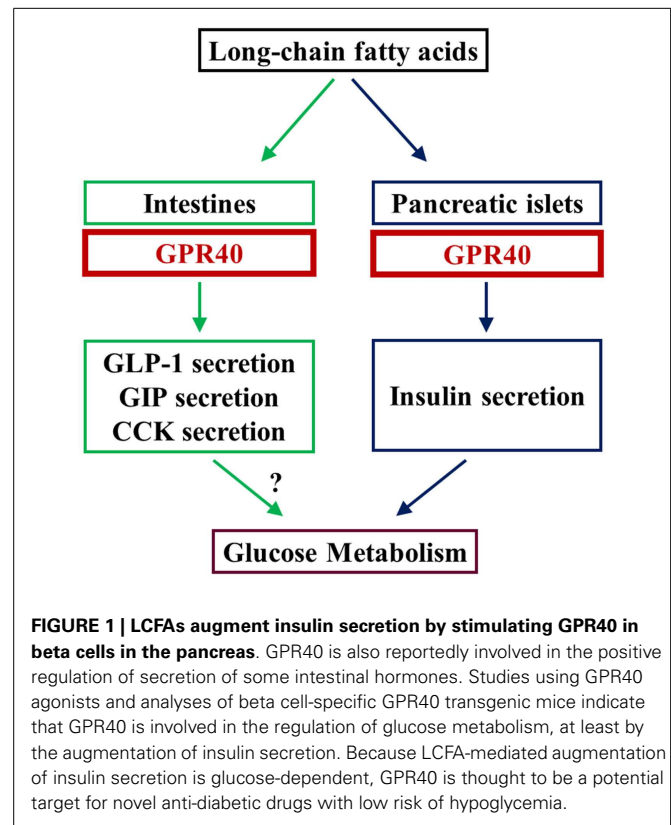 Long-chain fatty acids
Intestines
GPR40
GLP-1 secretion
GIP secretion
CCK secretion
?
Pancreatic islets
GPR40
Insulin secretion
Glucose Metabolism
FIGURE 1 | LCFAs augment insulin secretion by stimulating GPR40 in
beta cells in the pancreas. GPR40 is also reportedly involved in the positive
regulation of secretion of some intestinal hormones. Studies using GPR40
agonists and analyses of beta cell-specific GPR40 transgenic mice indicate
that GPR40 is involved in the regulation of glucose metabolism, at least by
the augmentation of insulin secretion. Because LCFA-mediated augmentation
of insulin secretion is glucose-dependent, GPR40 is thought to be a potential
target for novel anti-diabetic drugs with low risk of hypoglycemia.